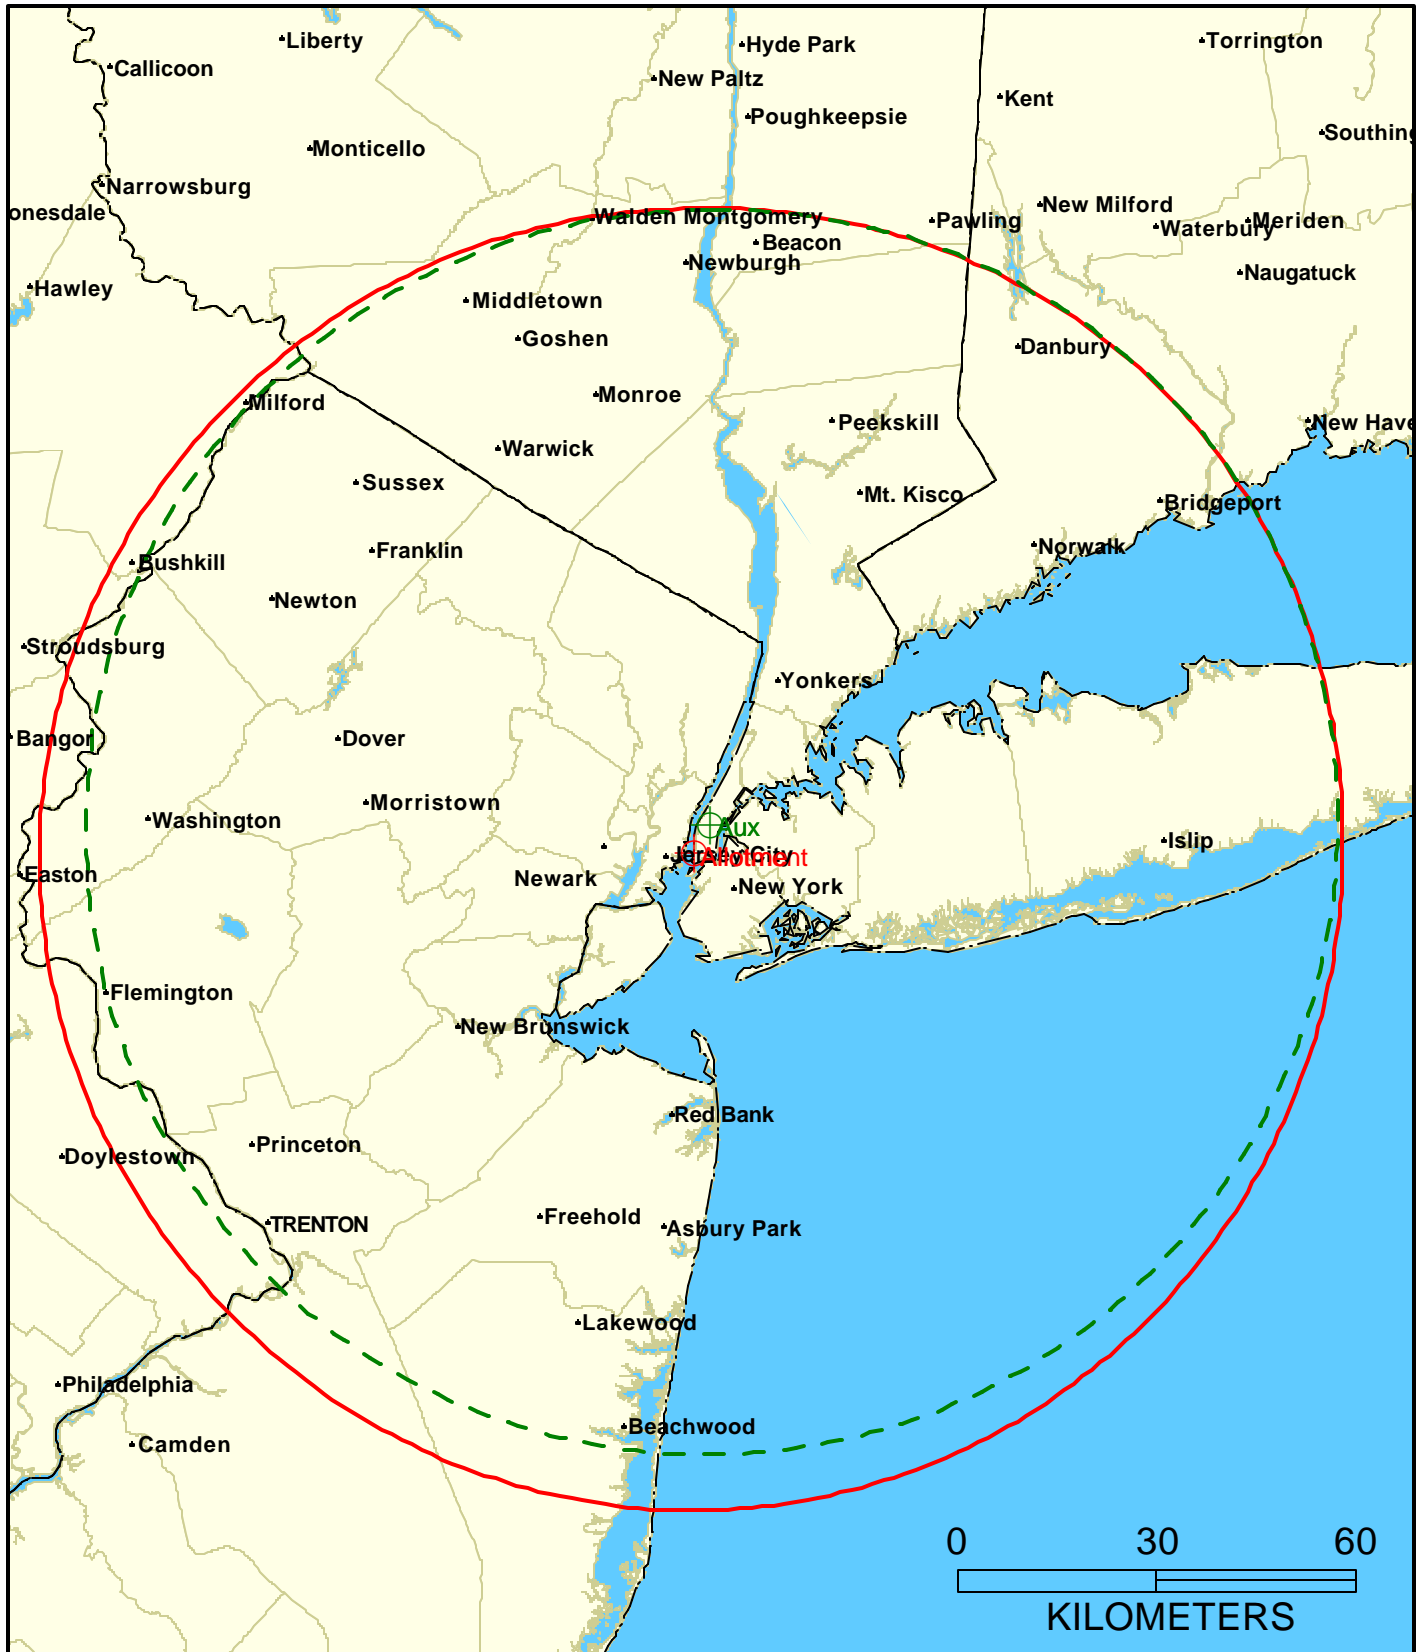 Liberty
Hyde Park
Torrington
Callicoon
New Paltz
Kent
Poughkeepsie
Southing
Monticello
Narrowsburg
onesdale
New Milford
Walden Montgomery
Pawling
Meriden
Waterbury
Beacon
Newburgh
Naugatuck
Hawley
Middletown
Goshen
Danbury
Monroe
Milford
Peekskill
New Have
Warwick
Sussex
Mt. Kisco
Bridgeport
Franklin
Norwalk
Bushkill
Newton
Stroudsburg
Yonkers
Bangor
Dover
Morristown
Washington
Aux
Islip
Jersey City
Allotment
Easton
Newark
New York
Flemington
New Brunswick
Red Bank
Princeton
Doylestown
Freehold
TRENTON
Asbury Park
Lakewood
Philadelphia
Beachwood
Camden
0 30 60
KILOMETERS